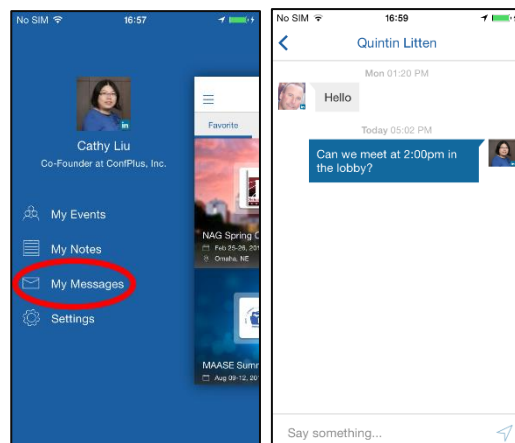 No SIM 16:57
in
Cathy Liu
Co-Founder at ConfPlus, Inc.
My Events
My Notes
My Messages
Settings
Favorite
NAG Spring C
Feb 25-26, 201
Omaha, NE
MAASE Summ
Aug 09-12, 20
No SIM 16:59
Quintin Litten
Mon 01:20 PM
Hello
Today 05:02 PM
Can we meet at 2:00pm in
the lobby?
Say something...